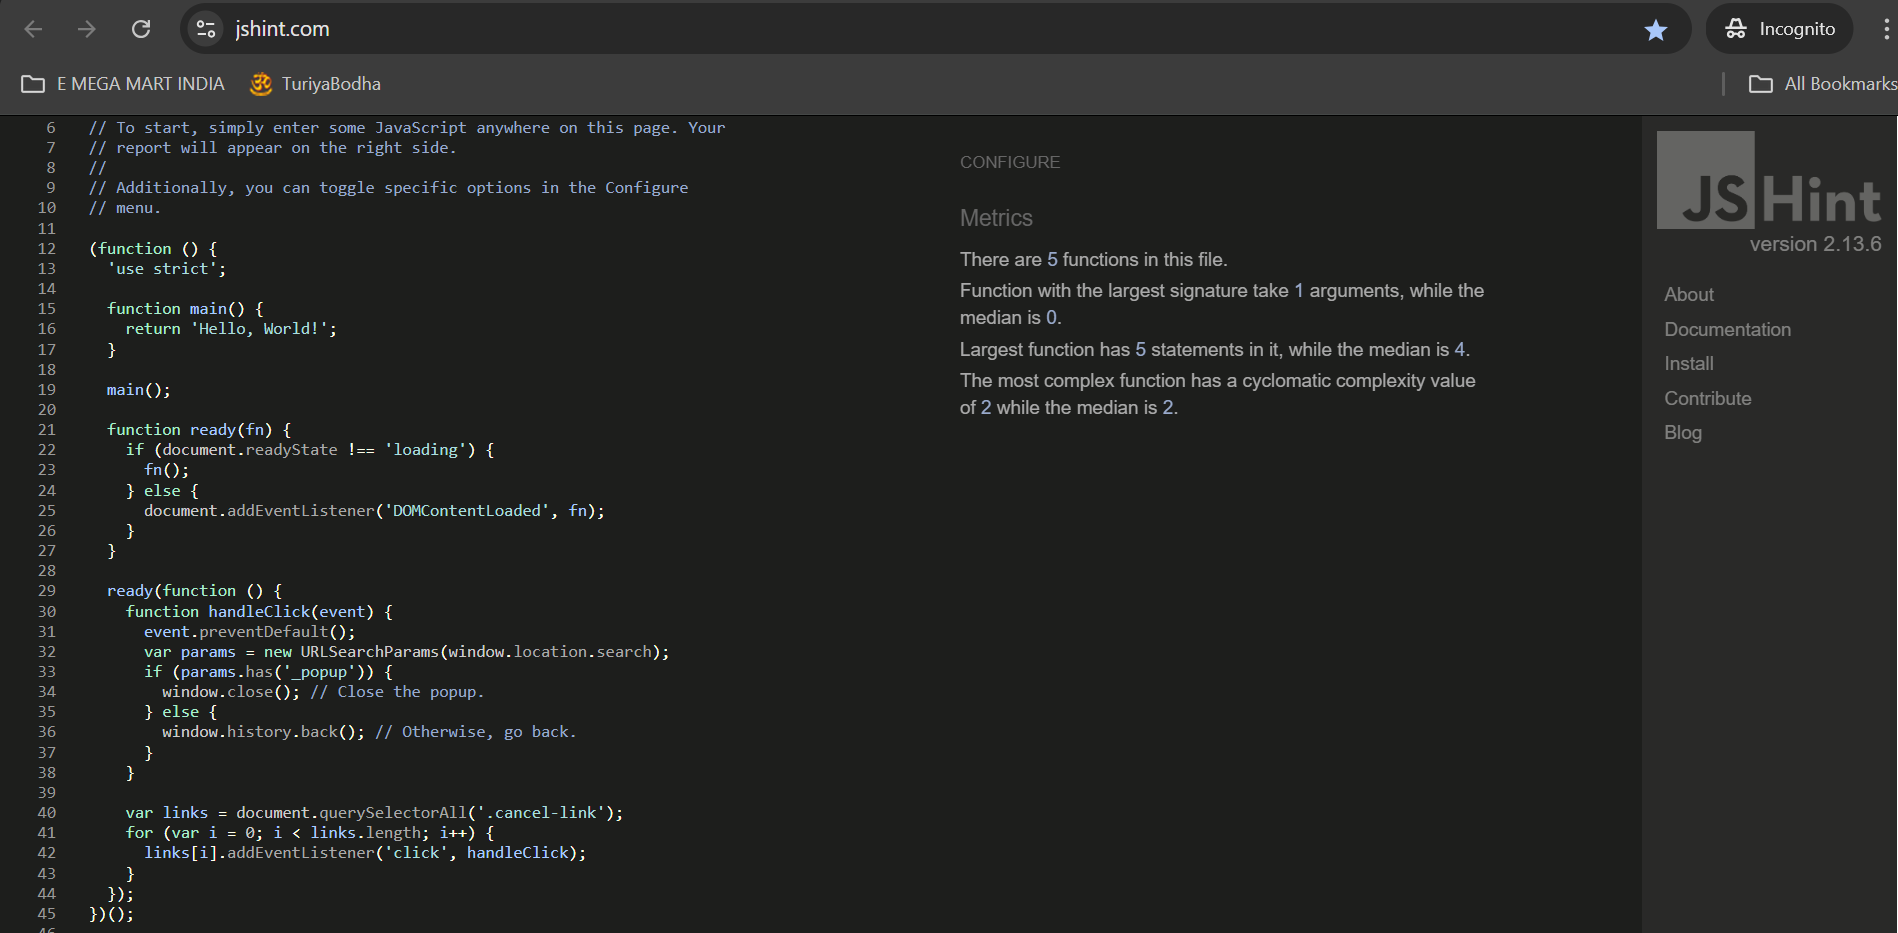 jshint.com
Incognito
E MEGA MART INDIA
TuriyaBodha
All Bookmarks
6 // To start, simply enter some JavaScript anywhere on this page. Your
7 // report will appear on the right side.
8 //
9 // Additionally, you can toggle specific options in the Configure
10 // menu.
11
12 (function () {
13   'use strict';
14
15   function main() {
16     return 'Hello, World!';
17   }
18
19   main();
20
21   function ready(fn) {
22     if (document.readyState !== 'loading') {
23       fn();
24     } else {
25       document.addEventListener('DOMContentLoaded', fn);
26     }
27   }
28
29   ready(function () {
30     function handleClick(event) {
31       event.preventDefault();
32       var params = new URLSearchParams(window.location.search);
33       if (params.has('_popup')) {
34         window.close(); // Close the popup.
35       } else {
36         window.history.back(); // Otherwise, go back.
37       }
38     }
39
40     var links = document.querySelectorAll('.cancel-link');
41     for (var i = 0; i < links.length; i++) {
42       links[i].addEventListener('click', handleClick);
43     }
44   });
45 })();
46
CONFIGURE
Metrics
There are 5 functions in this file.
Function with the largest signature take 1 arguments, while the
median is 0.
Largest function has 5 statements in it, while the median is 4.
The most complex function has a cyclomatic complexity value
of 2 while the median is 2.
JSHint
version 2.13.6
About
Documentation
Install
Contribute
Blog